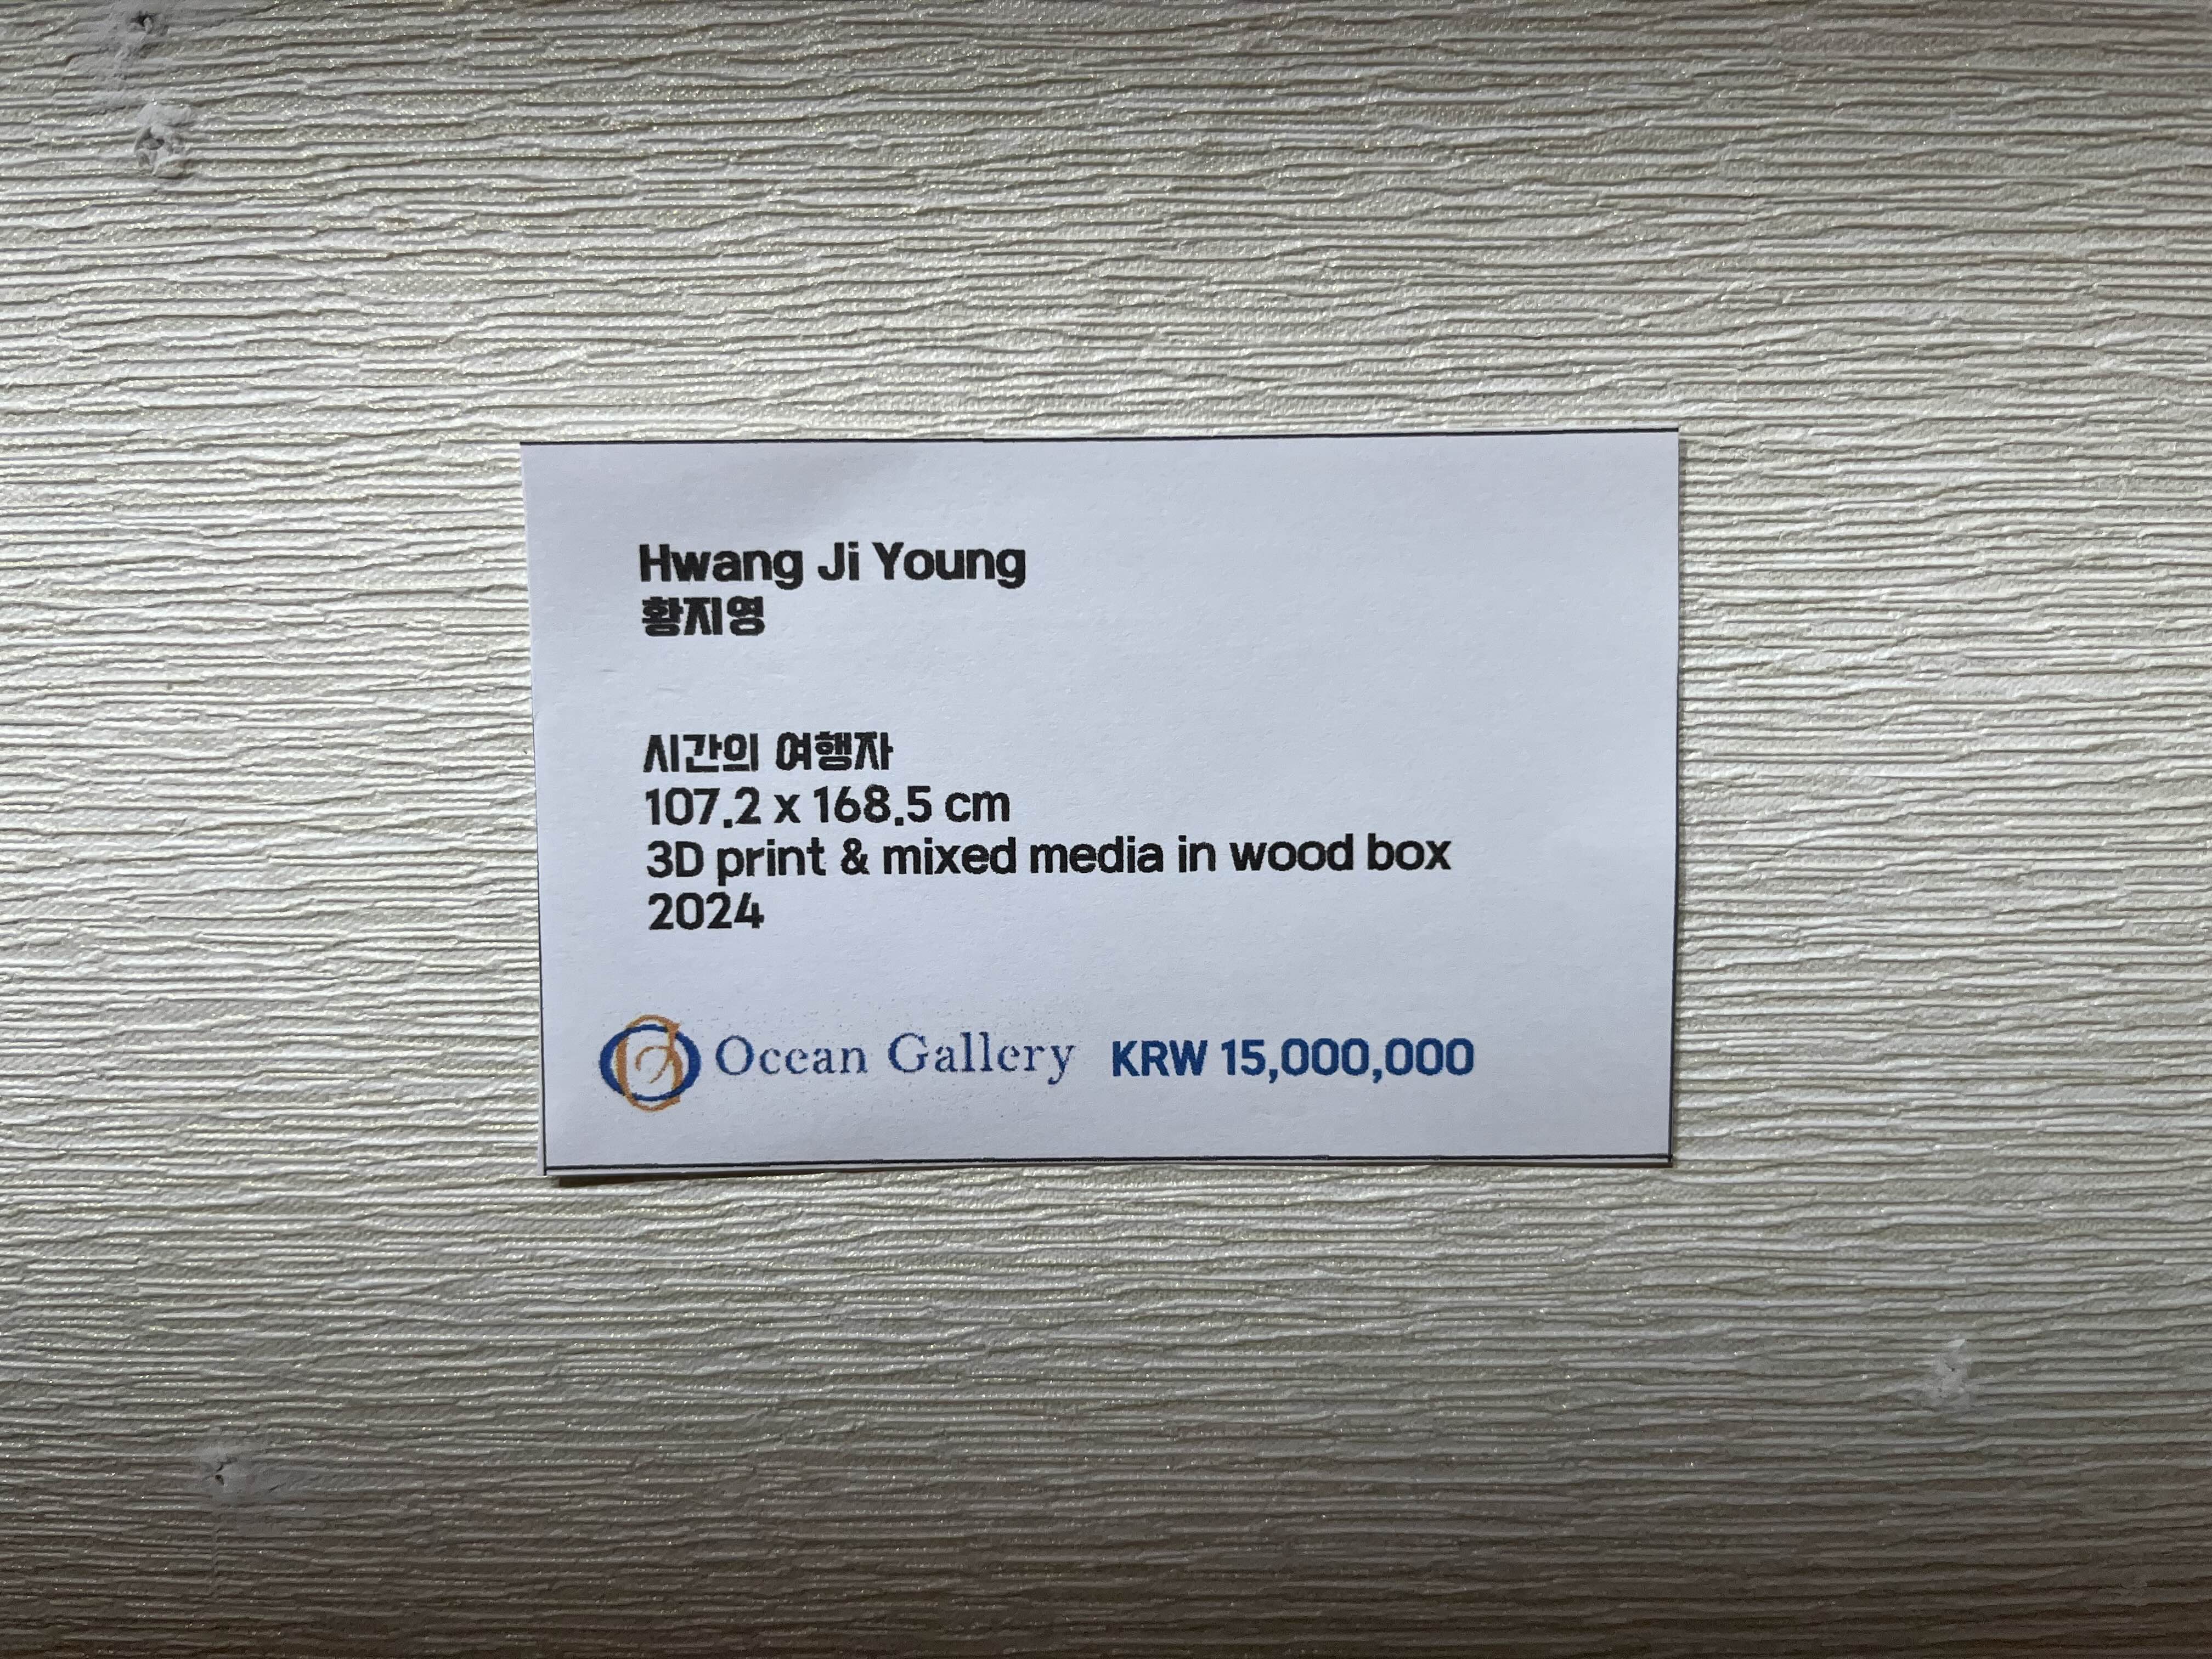 Hwang Ji Young
황지영
시간의 여행자
107.2 x 168.5 cm
3D print & mixed media in wood box
2024
Ocean Gallery KRW 15,000,000